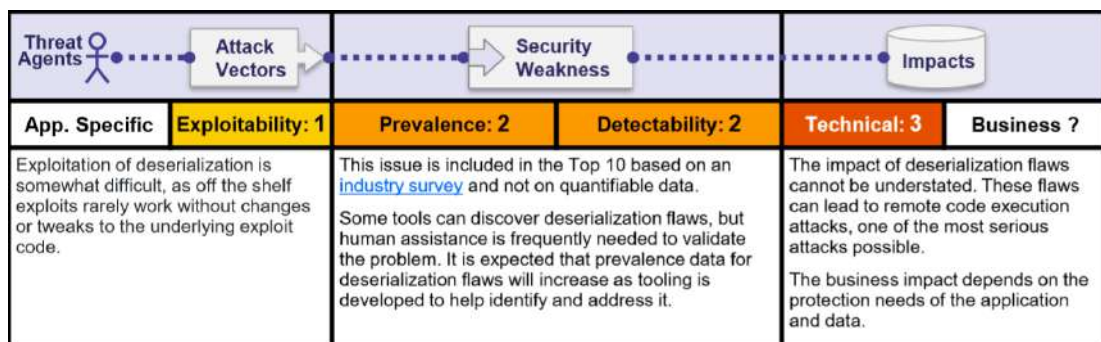 Threat
Agents
Attack
Vectors
Security
Weakness
Impacts
App. Specific
Exploitability: 1
Prevalence: 2
Detectability: 2
Technical: 3
Business ?
Exploitation of deserialization is
somewhat difficult, as off the shelf
exploits rarely work without changes
or tweaks to the underlying exploit
code.
This issue is included in the Top 10 based on an
industry survey and not on quantifiable data.
Some tools can discover deserialization flaws, but
human assistance is frequently needed to validate
the problem. It is expected that prevalence data for
deserialization flaws will increase as tooling is
developed to help identify and address it.
The impact of deserialization flaws
cannot be understated. These flaws
can lead to remote code execution
attacks, one of the most serious
attacks possible.
The business impact depends on the
protection needs of the application
and data.